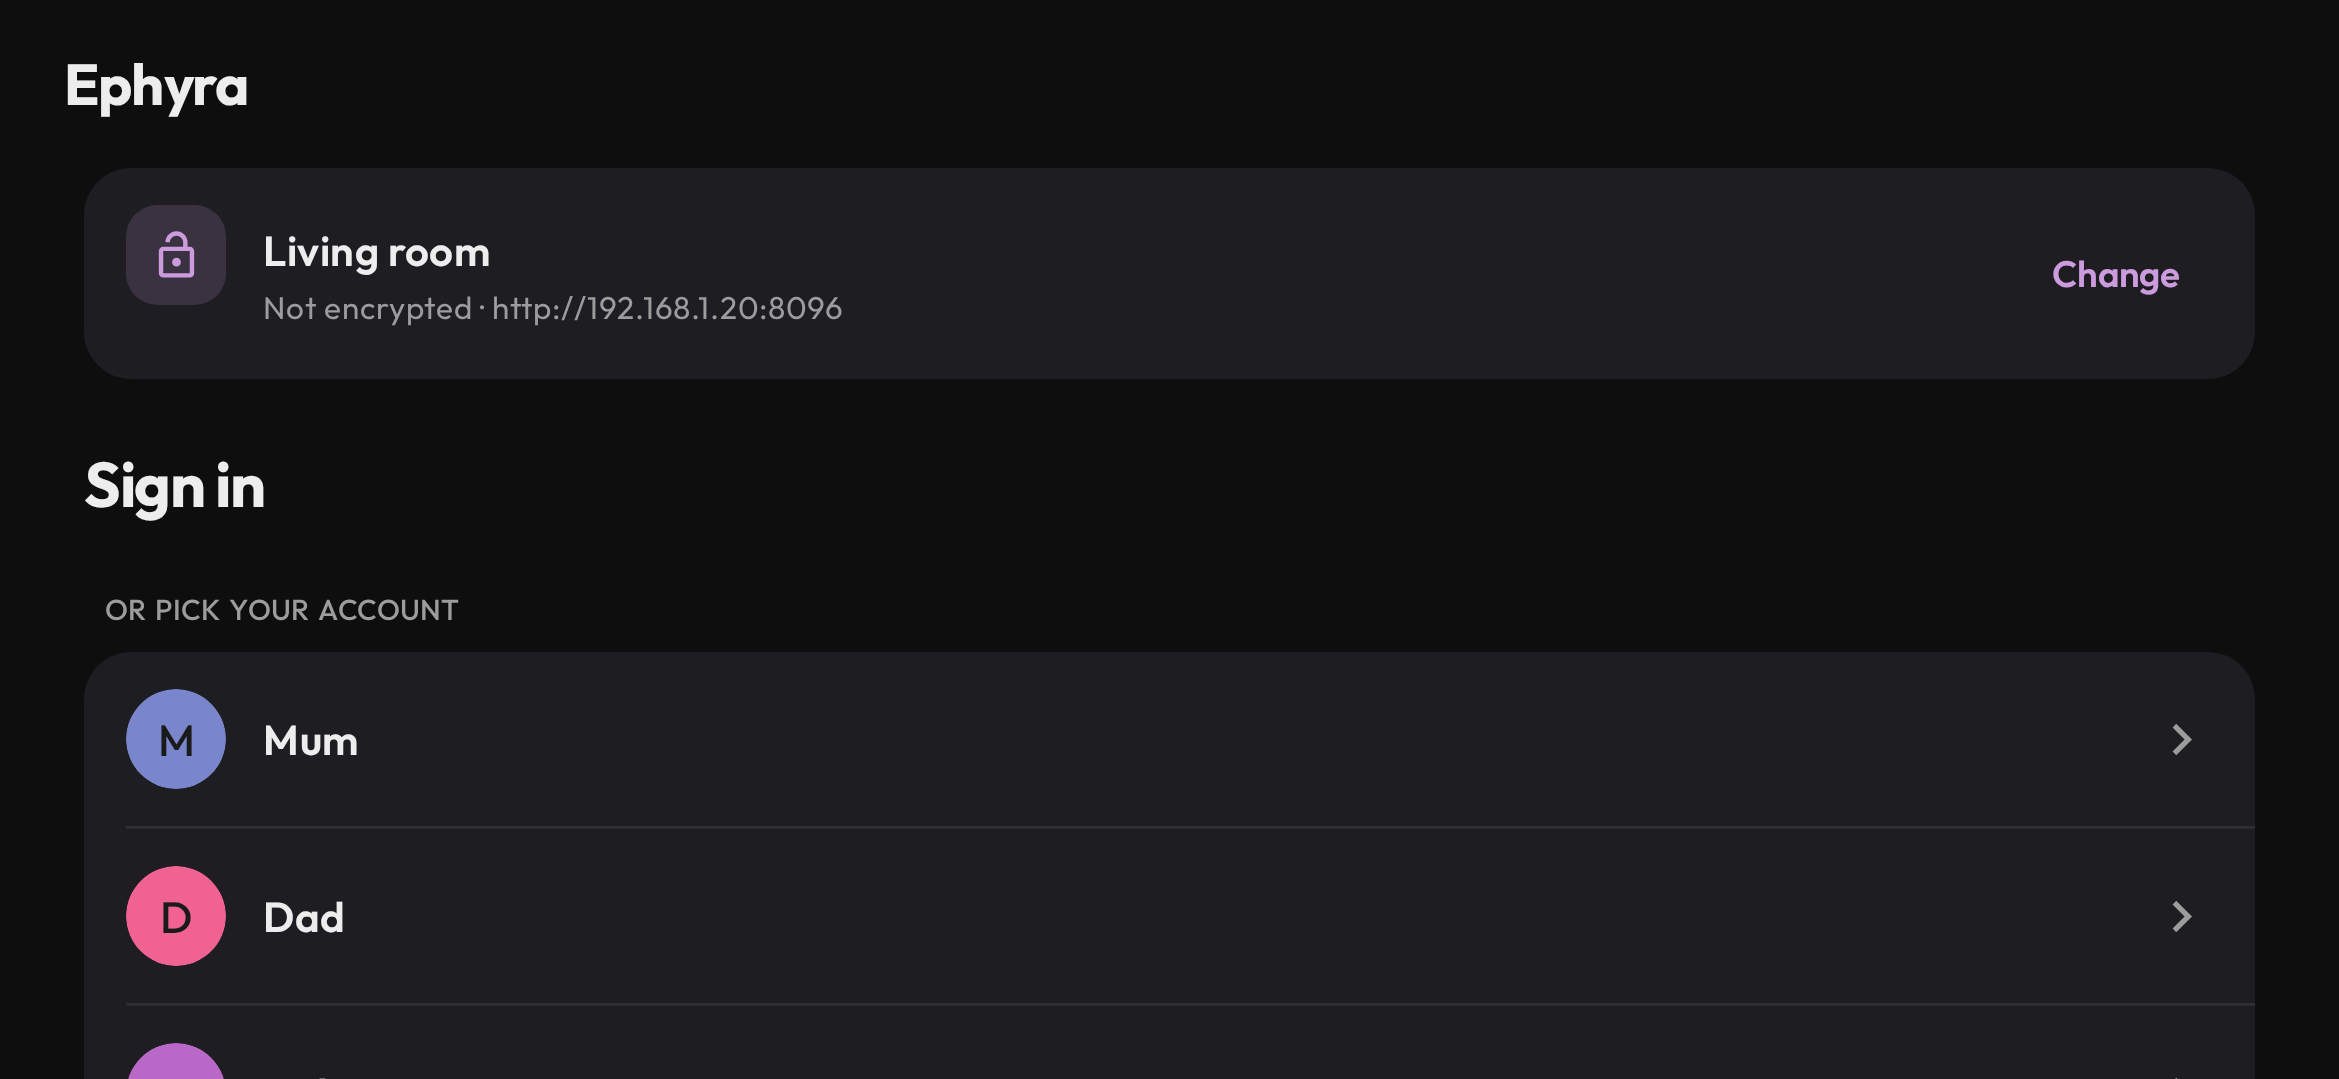 Ephyra
Living room
Not encrypted · http://192.168.1.20:8096
Change
Sign in
OR PICK YOUR ACCOUNT
M
Mum
D
Dad